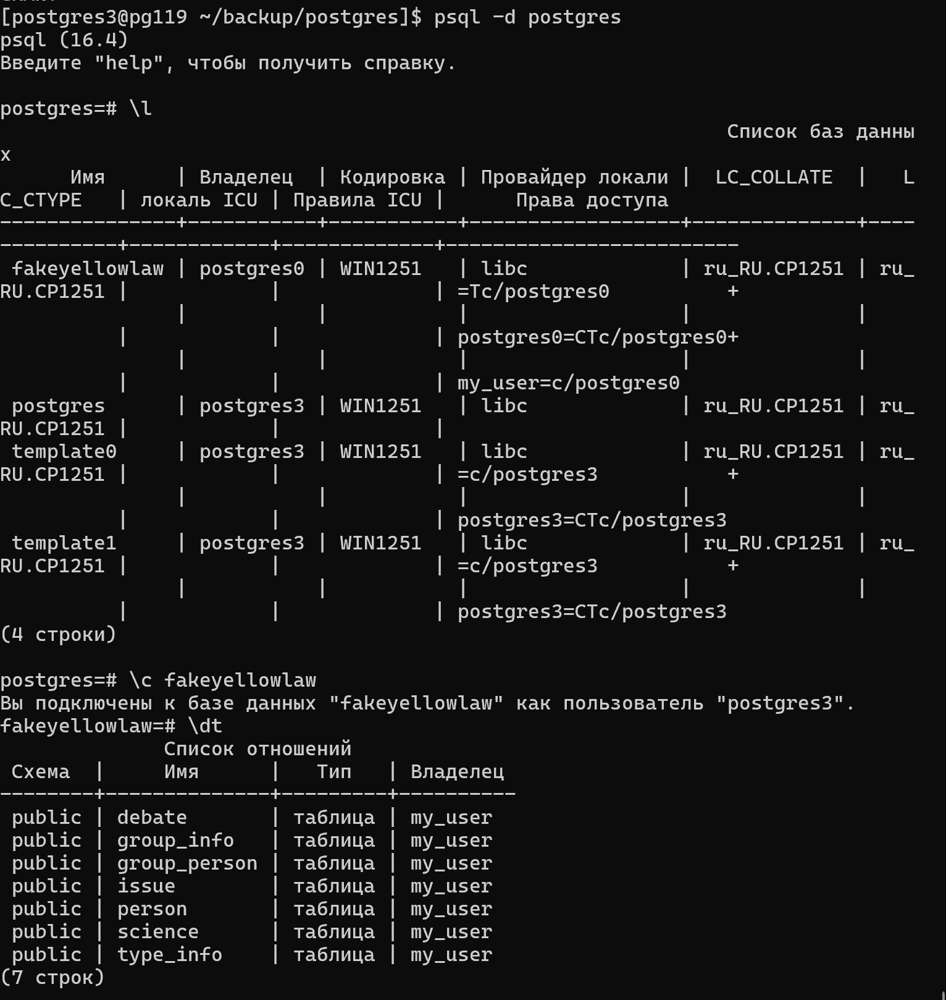 [postgres3@pg119 ~/backup/postgres]$ psql -d postgres
psql (16.4)
Введите "help", чтобы получить справку.

postgres=# \l
                                                              Список баз данны
х
      Имя      | Владелец  | Кодировка | Провайдер локали |  LC_COLLATE  |   L
C_CTYPE   | локаль ICU | Правила ICU |      Права доступа
---------------+-----------+-----------+------------------+--------------+----
----------+------------+-------------+-------------------------
 fakeyellowlaw | postgres0 | WIN1251   | libc             | ru_RU.CP1251 | ru_
RU.CP1251 |            |             | =Tc/postgres0          +
               |           |           |                  |              |
          |            |             | postgres0=CTc/postgres0+
               |           |           |                  |              |
          |            |             | my_user=c/postgres0
 postgres      | postgres3 | WIN1251   | libc             | ru_RU.CP1251 | ru_
RU.CP1251 |            |             |
 template0     | postgres3 | WIN1251   | libc             | ru_RU.CP1251 | ru_
RU.CP1251 |            |             | =c/postgres3           +
               |           |           |                  |              |
          |            |             | postgres3=CTc/postgres3
 template1     | postgres3 | WIN1251   | libc             | ru_RU.CP1251 | ru_
RU.CP1251 |            |             | =c/postgres3           +
               |           |           |                  |              |
          |            |             | postgres3=CTc/postgres3
(4 строки)

postgres=# \c fakeyellowlaw
Вы подключены к базе данных "fakeyellowlaw" как пользователь "postgres3".
fakeyellowlaw=# \dt
              Список отношений
 Схема  |     Имя      |   Тип   | Владелец
--------+--------------+---------+----------
 public | debate       | таблица | my_user
 public | group_info   | таблица | my_user
 public | group_person | таблица | my_user
 public | issue        | таблица | my_user
 public | person       | таблица | my_user
 public | science      | таблица | my_user
 public | type_info    | таблица | my_user
(7 строк)